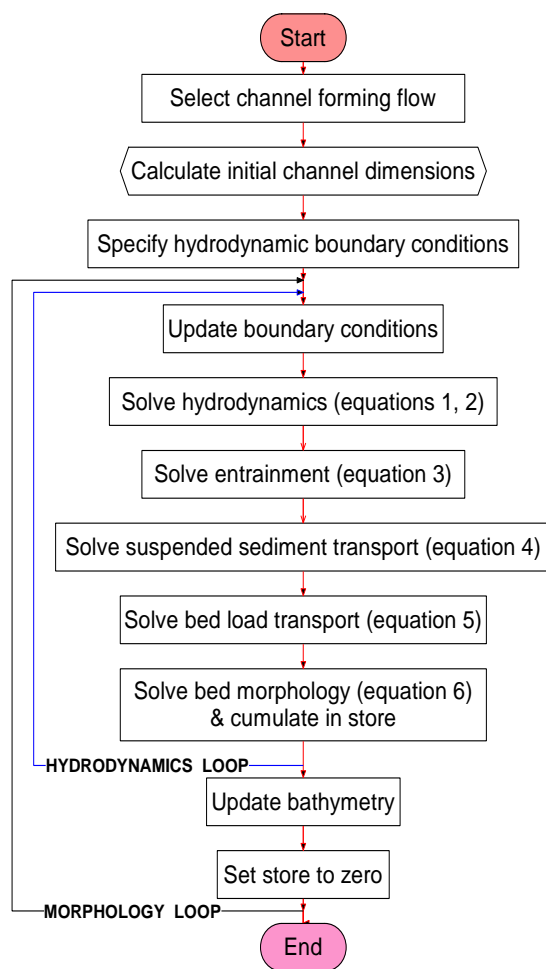 Start
Select channel forming flow
Calculate initial channel dimensions
Specify hydrodynamic boundary conditions
Update boundary conditions
Solve hydrodynamics (equations 1, 2)
Solve entrainment (equation 3)
Solve suspended sediment transport (equation 4)
Solve bed load transport (equation 5)
Solve bed morphology (equation 6)
& cumulate in store
HYDRODYNAMICS LOOP
Update bathymetry
Set store to zero
MORPHOLOGY LOOP
End